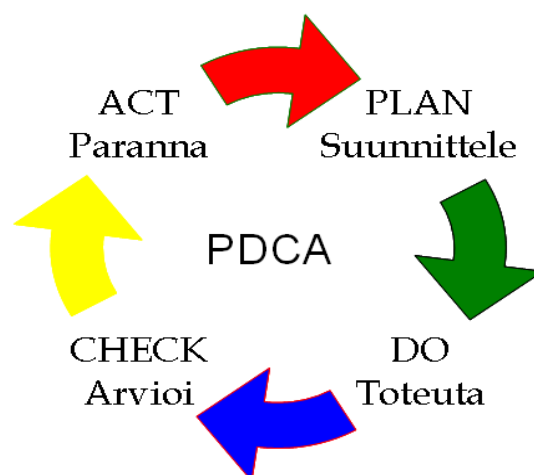 ACT
Paranna
PLAN
Suunnittele
PDCA
CHECK
Arvioi
DO
Toteuta